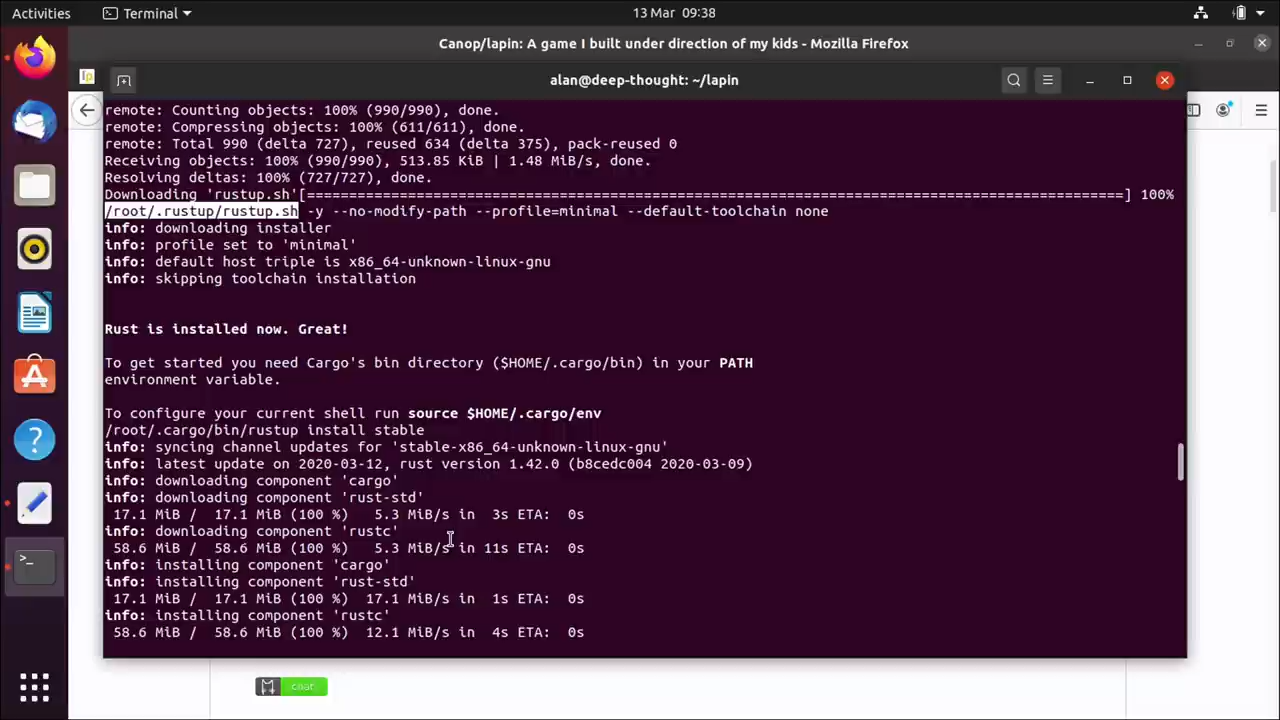 Activities
Terminal
13 Mar 09:38
Canop/lapin: A game I built under direction of my kids - Mozilla Firefox
alan@deep-thought: ~/lapin
remote: Counting objects: 100% (990/990), done.
remote: Compressing objects: 100% (611/611), done.
remote: Total 990 (delta 727), reused 634 (delta 375), pack-reused 0
Receiving objects: 100% (990/990), 513.85 KiB | 1.48 MiB/s, done.
Resolving deltas: 100% (727/727), done.
Downloading 'rustup.sh'[=================================================================================================] 100%
/root/.rustup/rustup.sh -y --no-modify-path --profile=minimal --default-toolchain none
info: downloading installer
info: profile set to 'minimal'
info: default host triple is x86_64-unknown-linux-gnu
info: skipping toolchain installation
Rust is installed now. Great!
To get started you need Cargo's bin directory ($HOME/.cargo/bin) in your PATH
environment variable.
To configure your current shell run source $HOME/.cargo/env
/root/.cargo/bin/rustup install stable
info: syncing channel updates for 'stable-x86_64-unknown-linux-gnu'
info: latest update on 2020-03-12, rust version 1.42.0 (b8cedc004 2020-03-09)
info: downloading component 'cargo'
info: downloading component 'rust-std'
17.1 MiB / 17.1 MiB (100 %) 5.3 MiB/s in 3s ETA: 0s
info: downloading component 'rustc'
58.6 MiB / 58.6 MiB (100 %) 5.3 MiB/s in 11s ETA: 0s
info: installing component 'cargo'
info: installing component 'rust-std'
17.1 MiB / 17.1 MiB (100 %) 17.1 MiB/s in 1s ETA: 0s
info: installing component 'rustc'
58.6 MiB / 58.6 MiB (100 %) 12.1 MiB/s in 4s ETA: 0s
chat